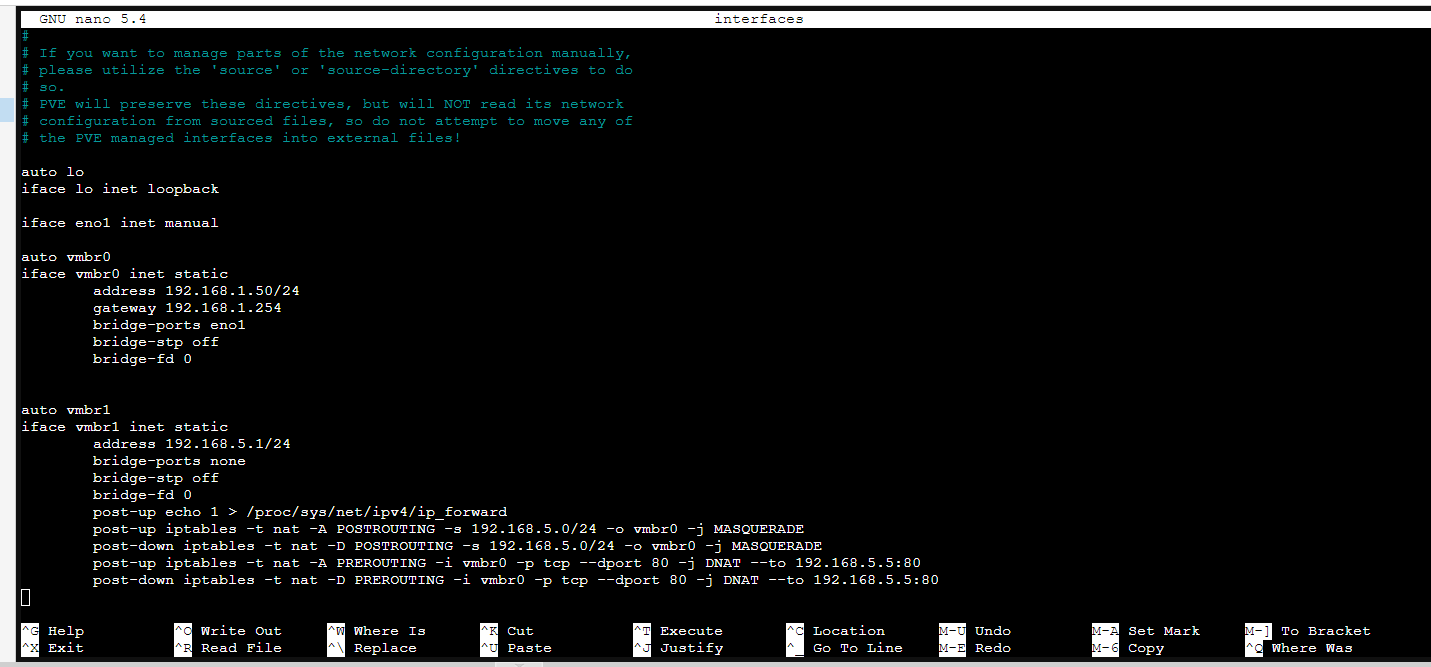 GNU nano 5.4 interfaces
#
# If you want to manage parts of the network configuration manually,
# please utilize the 'source' or 'source-directory' directives to do
# so.
# PVE will preserve these directives, but will NOT read its network
# configuration from sourced files, so do not attempt to move any of
# the PVE managed interfaces into external files!
auto lo
iface lo inet loopback
iface eno1 inet manual
auto vmbr0
iface vmbr0 inet static
address 192.168.1.50/24
gateway 192.168.1.254
bridge-ports eno1
bridge-stp off
bridge-fd 0
auto vmbr1
iface vmbr1 inet static
address 192.168.5.1/24
bridge-ports none
bridge-stp off
bridge-fd 0
post-up echo 1 > /proc/sys/net/ipv4/ip_forward
post-up iptables -t nat -A POSTROUTING -s 192.168.5.0/24 -o vmbr0 -j MASQUERADE
post-down iptables -t nat -D POSTROUTING -s 192.168.5.0/24 -o vmbr0 -j MASQUERADE
post-up iptables -t nat -A PREROUTING -i vmbr0 -p tcp --dport 80 -j DNAT --to 192.168.5.5:80
post-down iptables -t nat -D PREROUTING -i vmbr0 -p tcp --dport 80 -j DNAT --to 192.168.5.5:80
^G Help ^O Write Out ^W Where Is ^K Cut ^T Execute ^C Location M-U Undo M-A Set Mark M-] To Bracket
^X Exit ^R Read File ^\ Replace ^U Paste ^J Justify ^_ Go To Line M-E Redo M-6 Copy ^Q Where Was